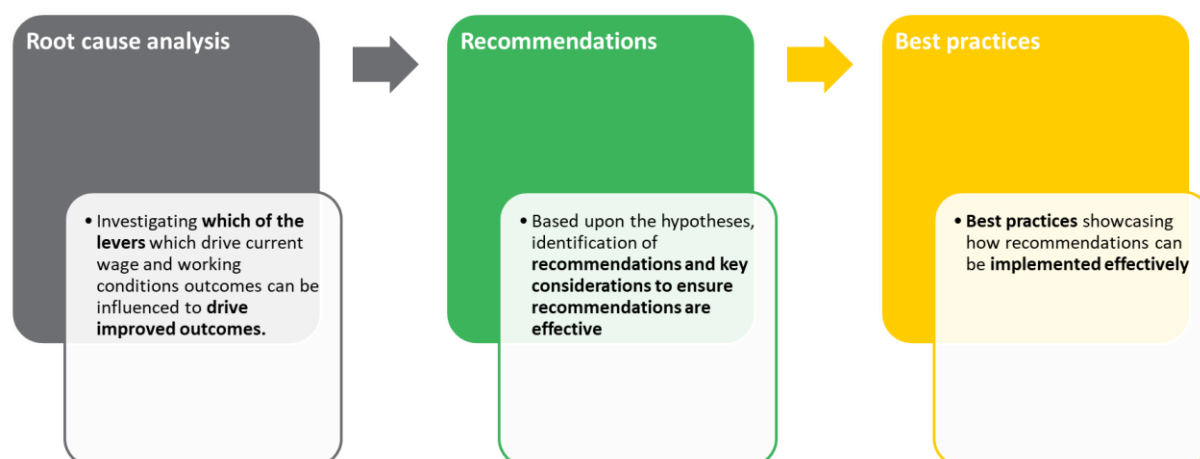 Root cause analysis
• Investigating which of the
levers which drive current
wage and working
conditions outcomes can be
influenced to drive
improved outcomes.
Recommendations
• Based upon the hypotheses,
identification of
recommendations and key
considerations to ensure
recommendations are
effective
Best practices
• Best practices showcasing
how recommendations can
be implemented effectively